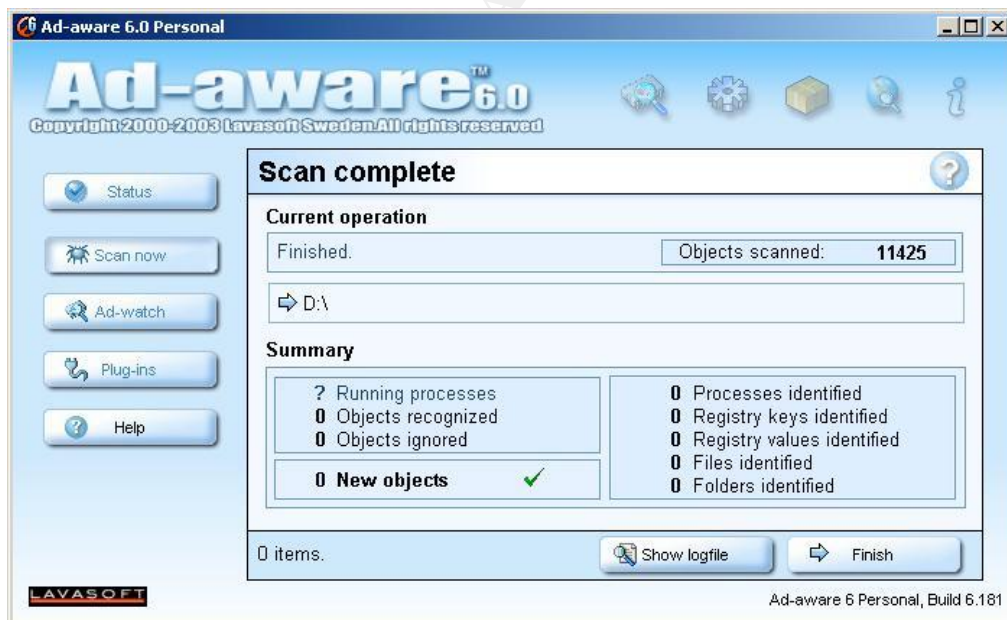 Ad-aware 6.0 Personal
Ad-aware 6.0 ™
Copyright 2000-2003 Lavasoft Sweden. All rights reserved
Status
Scan now
Ad-watch
Plug-ins
Help
Scan complete
Current operation
Finished.
Objects scanned: 11425
D:\
Summary
? Running processes
0 Objects recognized
0 Objects ignored
0 New objects
0 Processes identified
0 Registry keys identified
0 Registry values identified
0 Files identified
0 Folders identified
0 items.
Show logfile
Finish
LAVASOFT
Ad-aware 6 Personal, Build 6.181